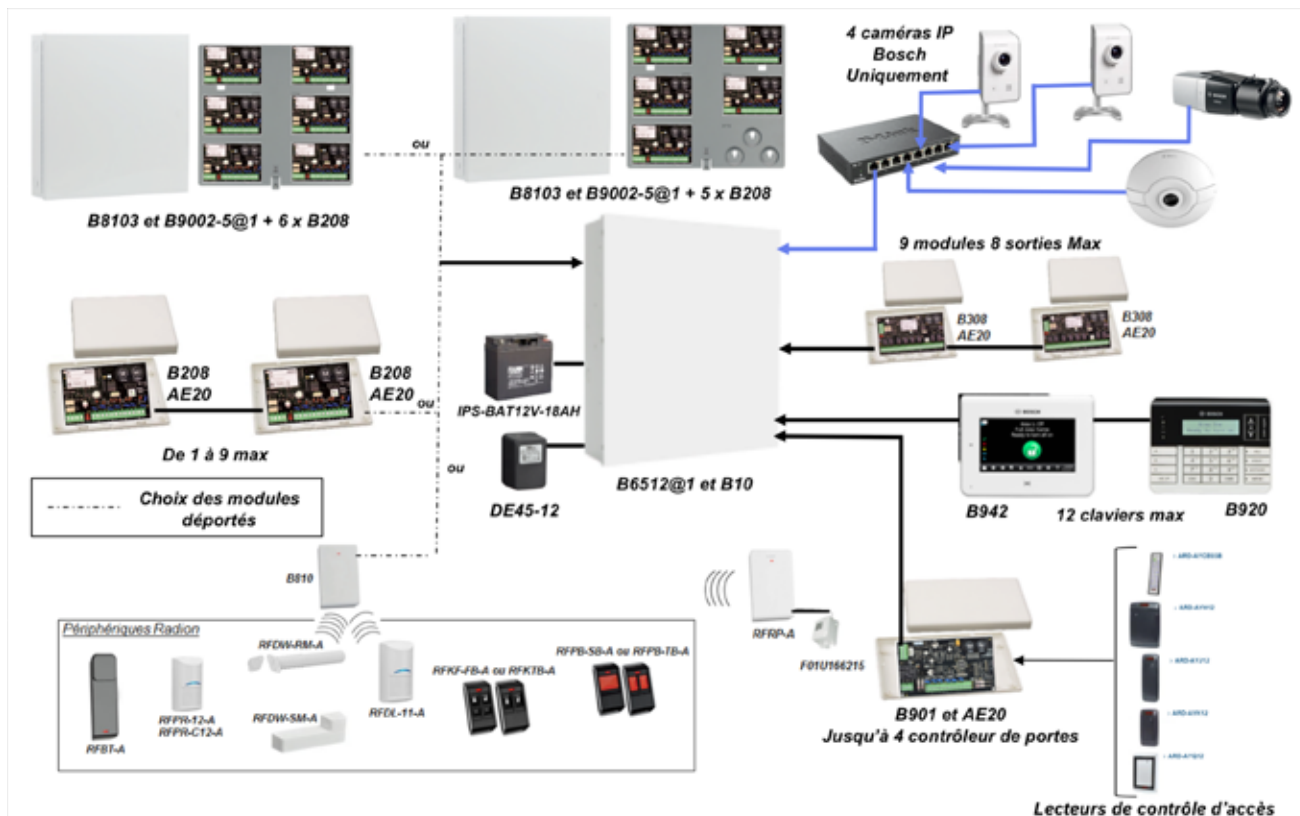 4 caméras IP
Bosch
Uniquement
D-Link
BOSCH
ou
B8103 et B9002-5@1 + 6 x B208
B8103 et B9002-5@1 + 5 x B208
9 modules 8 sorties Max
B308
AE20
B308
AE20
B208
AE20
B208
AE20
ou
De 1 à 9 max
IPS-BAT12V-18AH
ou
DE45-12
B6512@1 et B10
BOSCH
BOSCH
B942
12 claviers max
B920
Choix des modules
déportés
B810
RFRP-A
F01U166215
B901 et AE20
Jusqu'à 4 contrôleur de portes
Périphériques Radion
RFDW-RM-A
RFBT-A
RFPR-12-A
RFPR-C12-A
RFDW-SM-A
RFDL-11-A
RFKF-FB-A ou RFKTB-A
RFPB-SB-A ou RFPB-TB-A
Lecteurs de contrôle d'accès